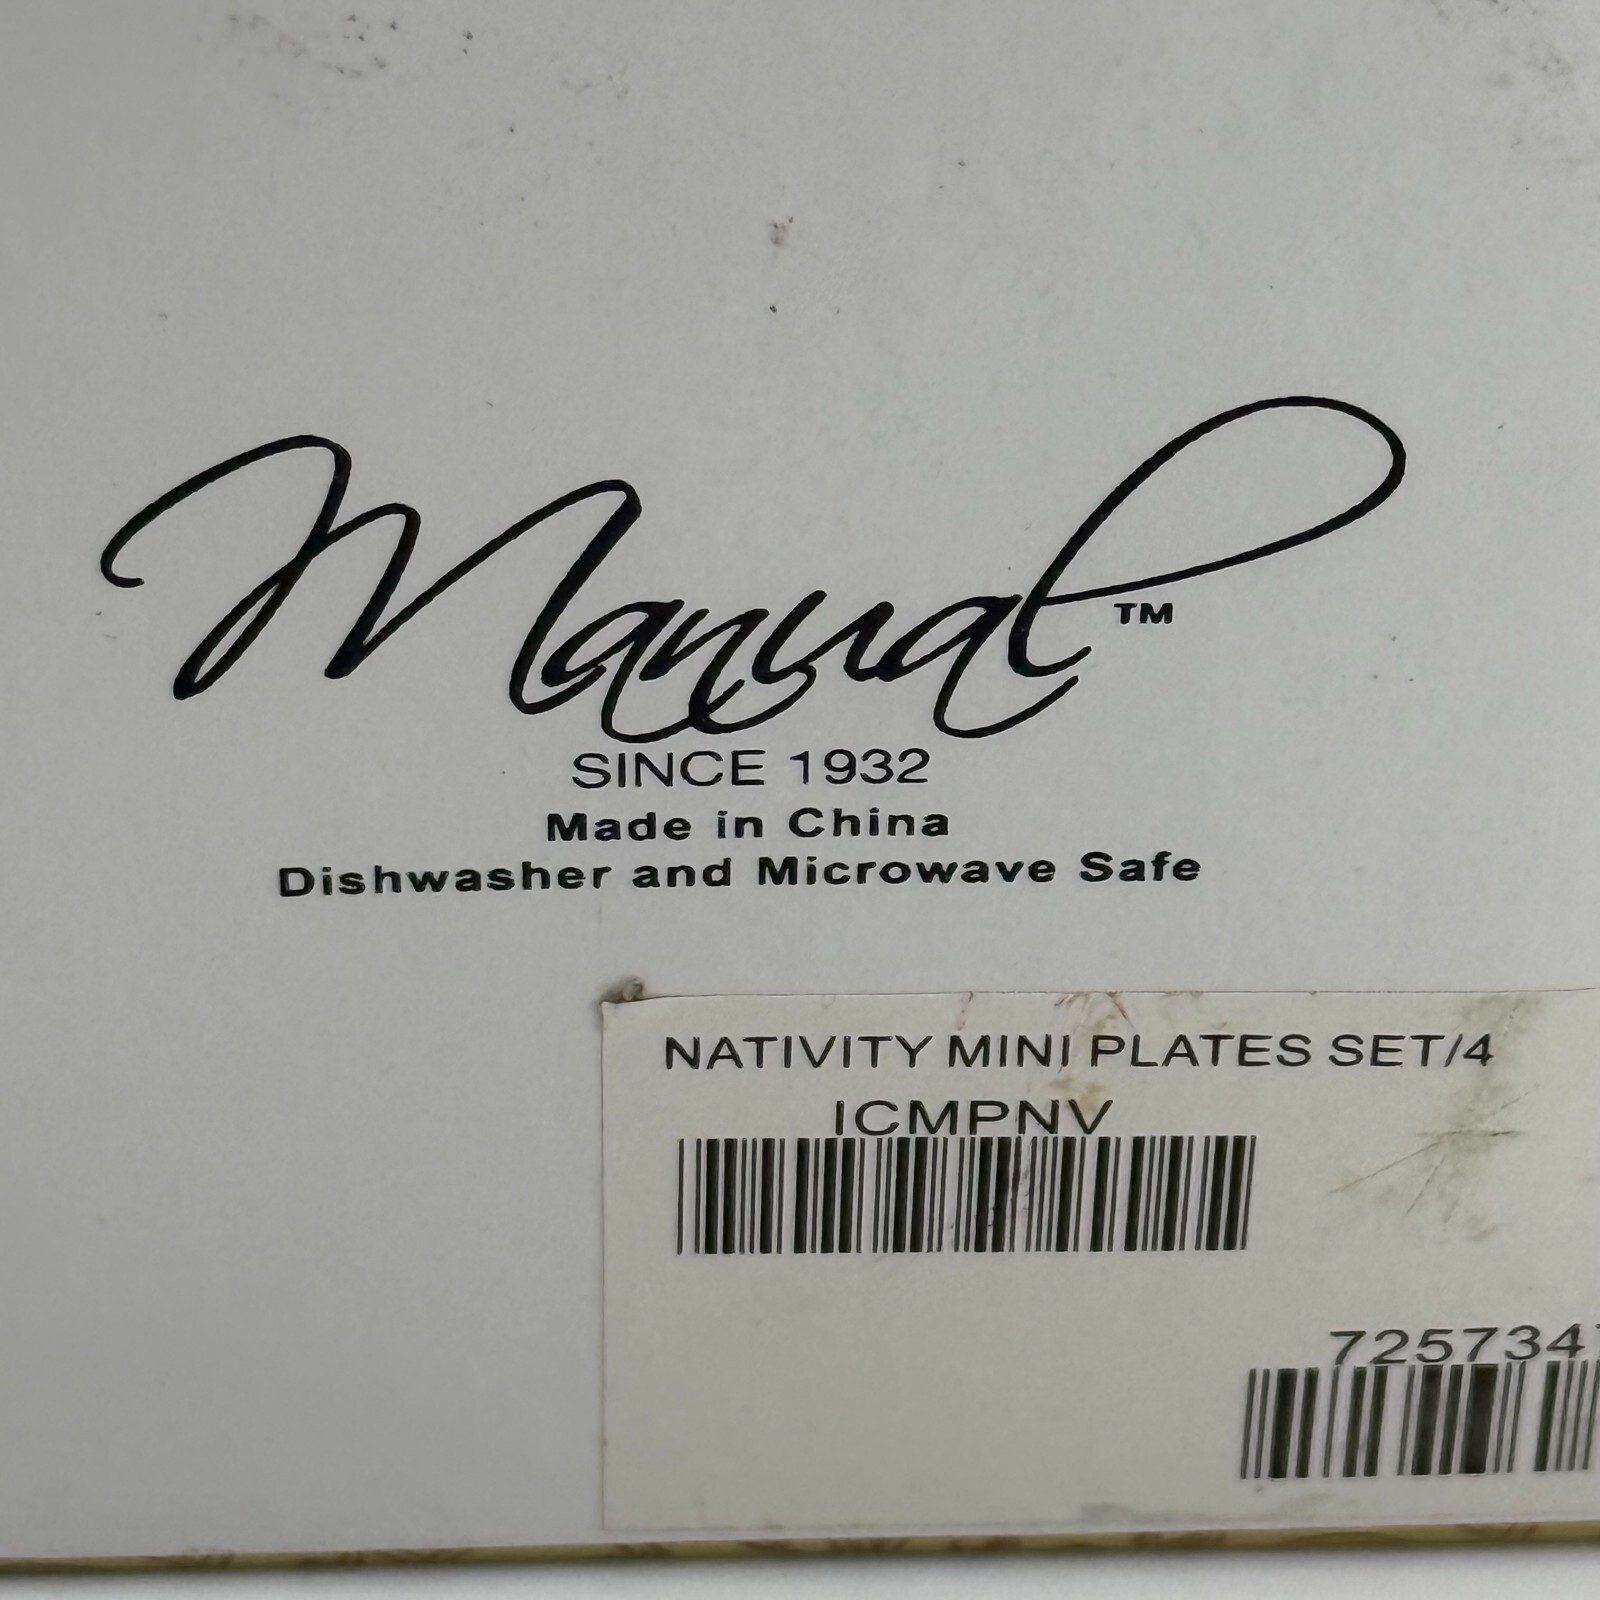 Manual™
SINCE 1932
Made in China
Dishwasher and Microwave Safe
NATIVITY MINI PLATES SET/4
ICMPNV
725734